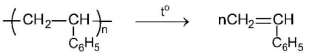 -(-CH₂-CH-)-n  t°  nCH₂=CH
C₆H₅  C₆H₅